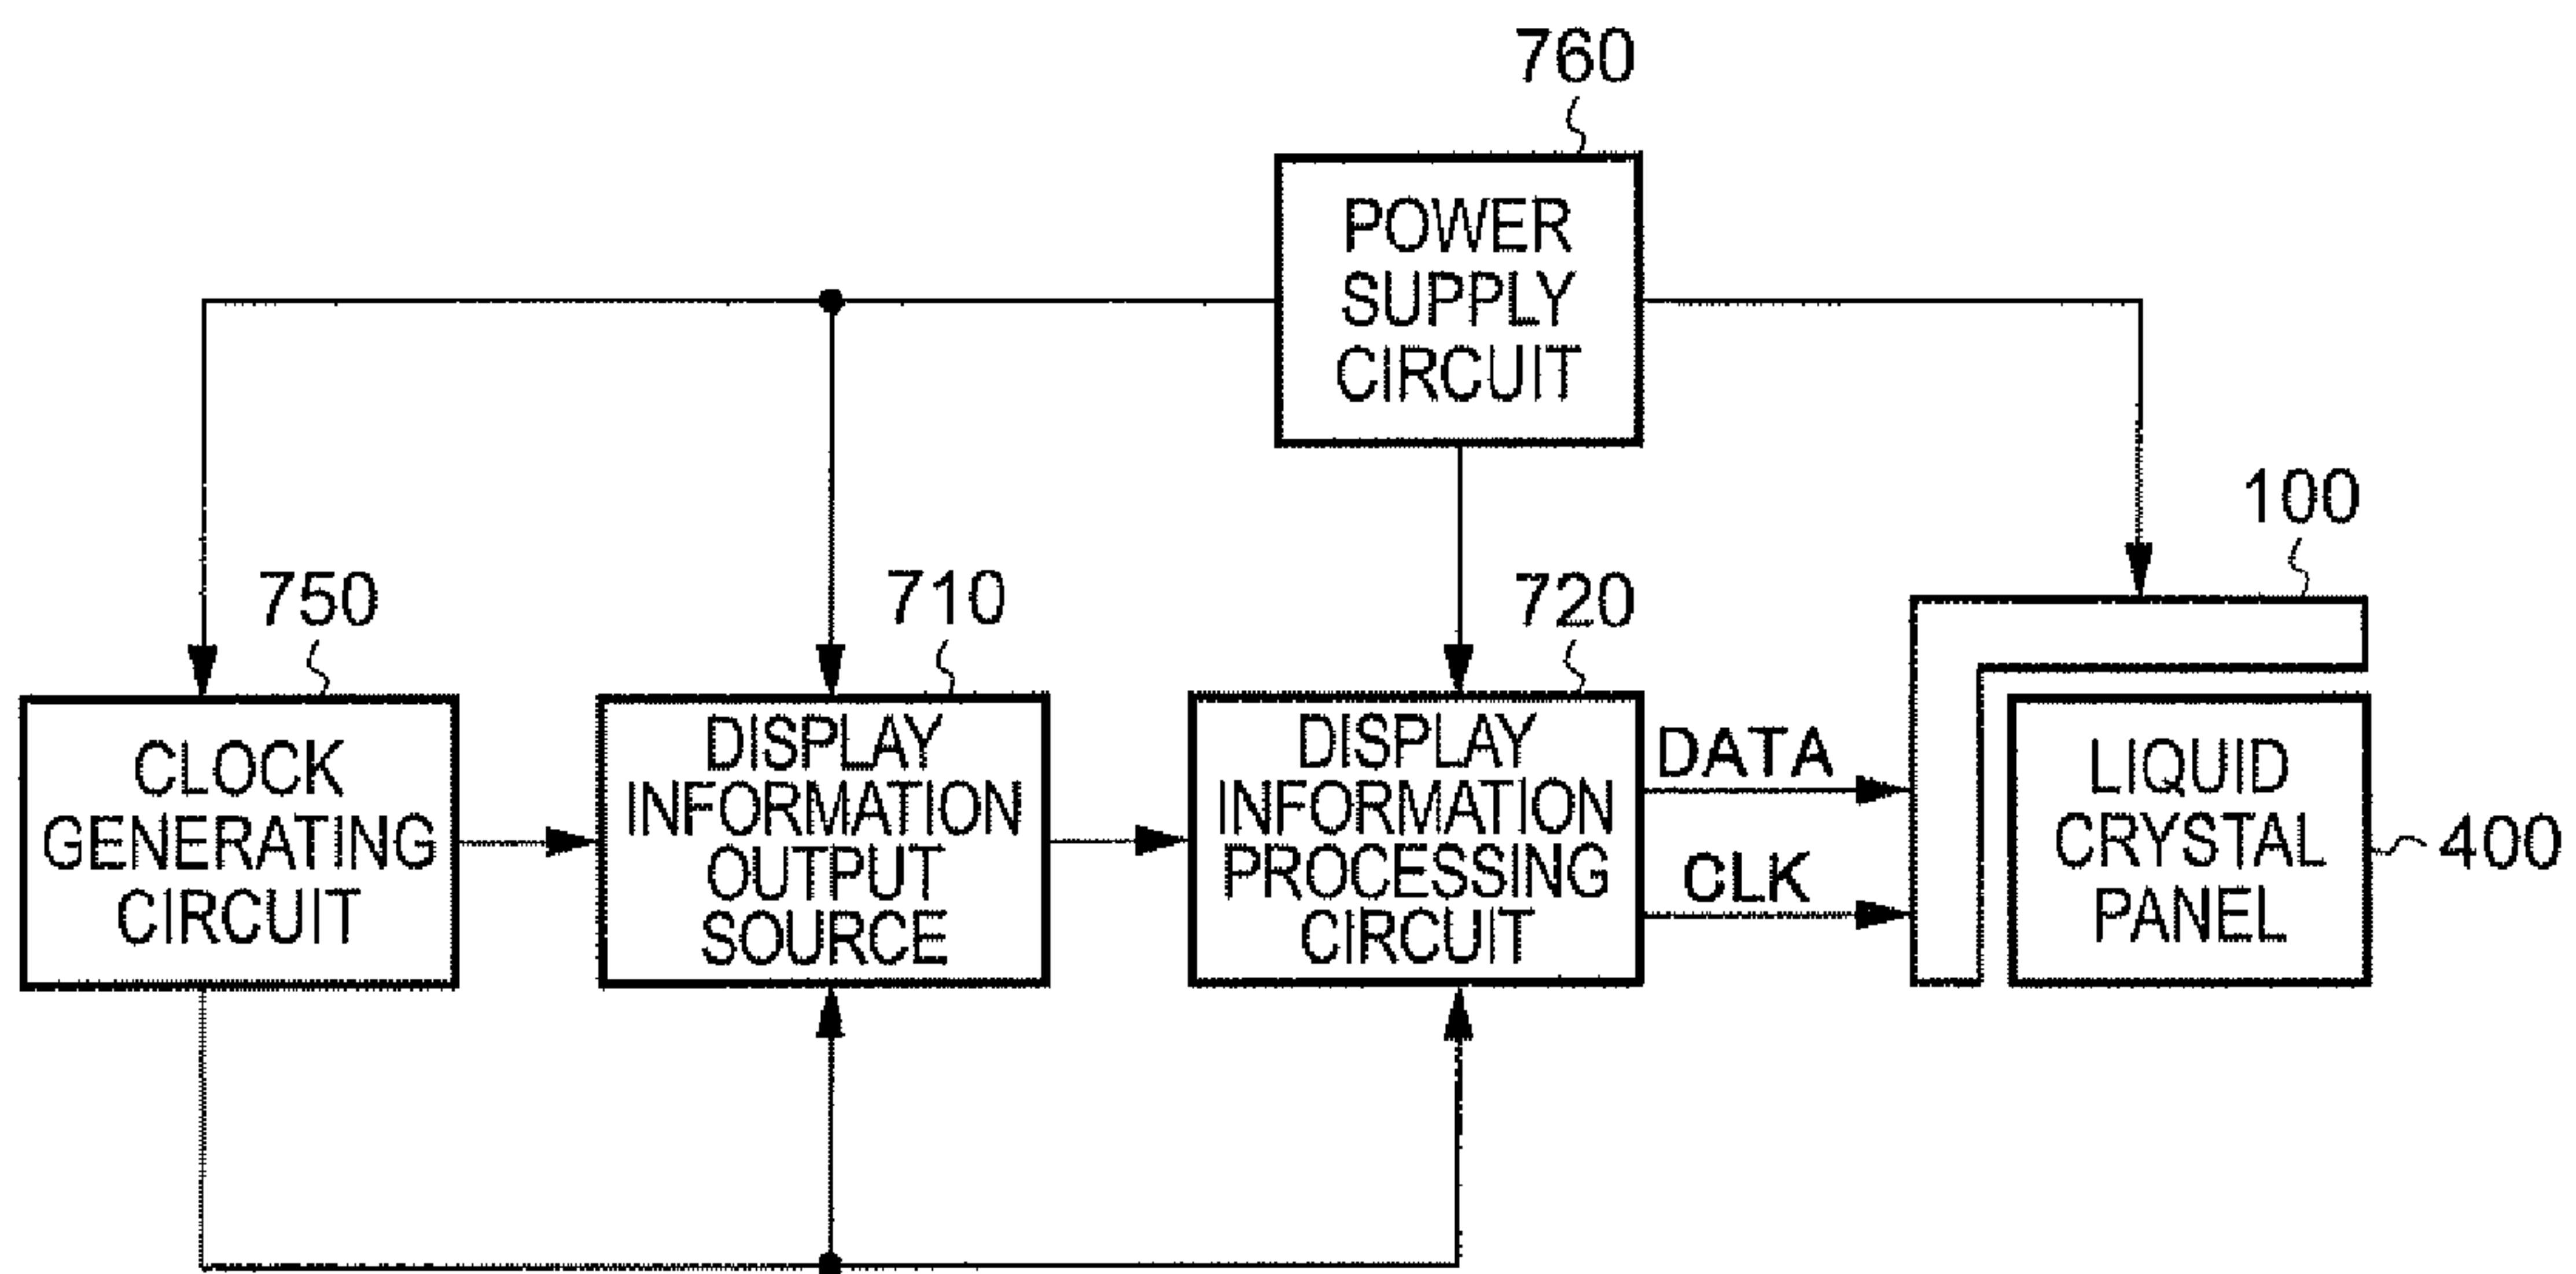 760
POWER
SUPPLY
CIRCUIT
100
750
710
720
CLOCK
GENERATING
CIRCUIT
DISPLAY
INFORMATION
OUTPUT
SOURCE
DISPLAY
INFORMATION
PROCESSING
CIRCUIT
DATA
CLK
LIQUID
CRYSTAL
PANEL
400